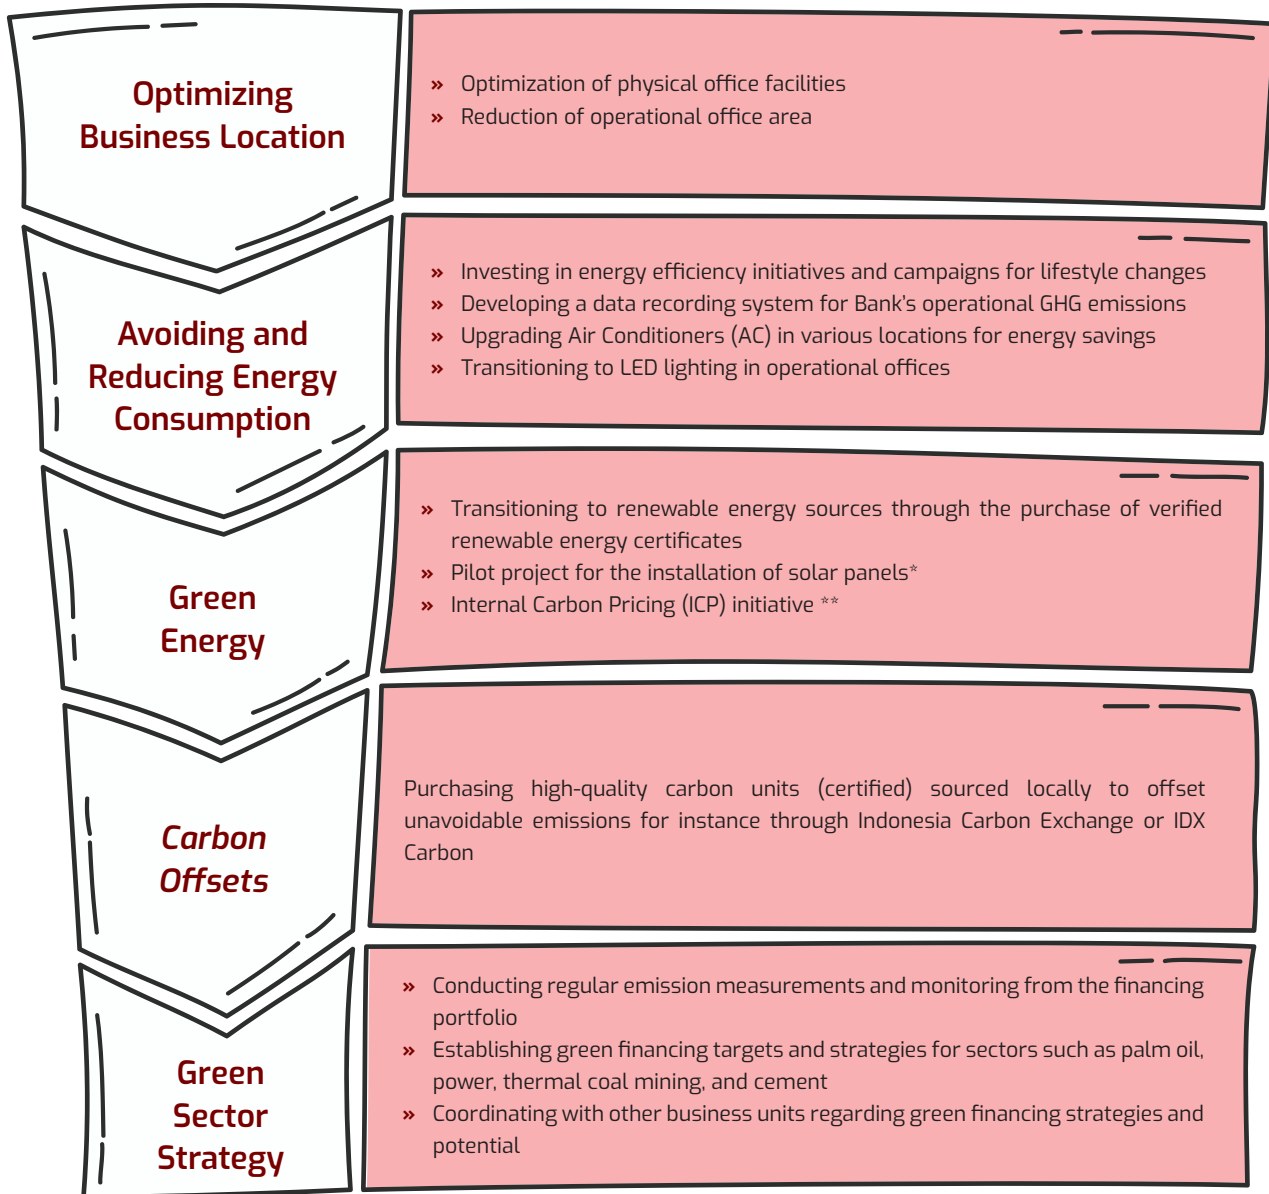 Optimizing
Business Location
» Optimization of physical office facilities
» Reduction of operational office area
Avoiding and
Reducing Energy
Consumption
» Investing in energy efficiency initiatives and campaigns for lifestyle changes
» Developing a data recording system for Bank's operational GHG emissions
» Upgrading Air Conditioners (AC) in various locations for energy savings
» Transitioning to LED lighting in operational offices
Green
Energy
» Transitioning to renewable energy sources through the purchase of verified
renewable energy certificates
» Pilot project for the installation of solar panels*
» Internal Carbon Pricing (ICP) initiative **
Carbon
Offsets
Purchasing high-quality carbon units (certified) sourced locally to offset
unavoidable emissions for instance through Indonesia Carbon Exchange or IDX
Carbon
Green
Sector
Strategy
» Conducting regular emission measurements and monitoring from the financing
portfolio
» Establishing green financing targets and strategies for sectors such as palm oil,
power, thermal coal mining, and cement
» Coordinating with other business units regarding green financing strategies and
potential